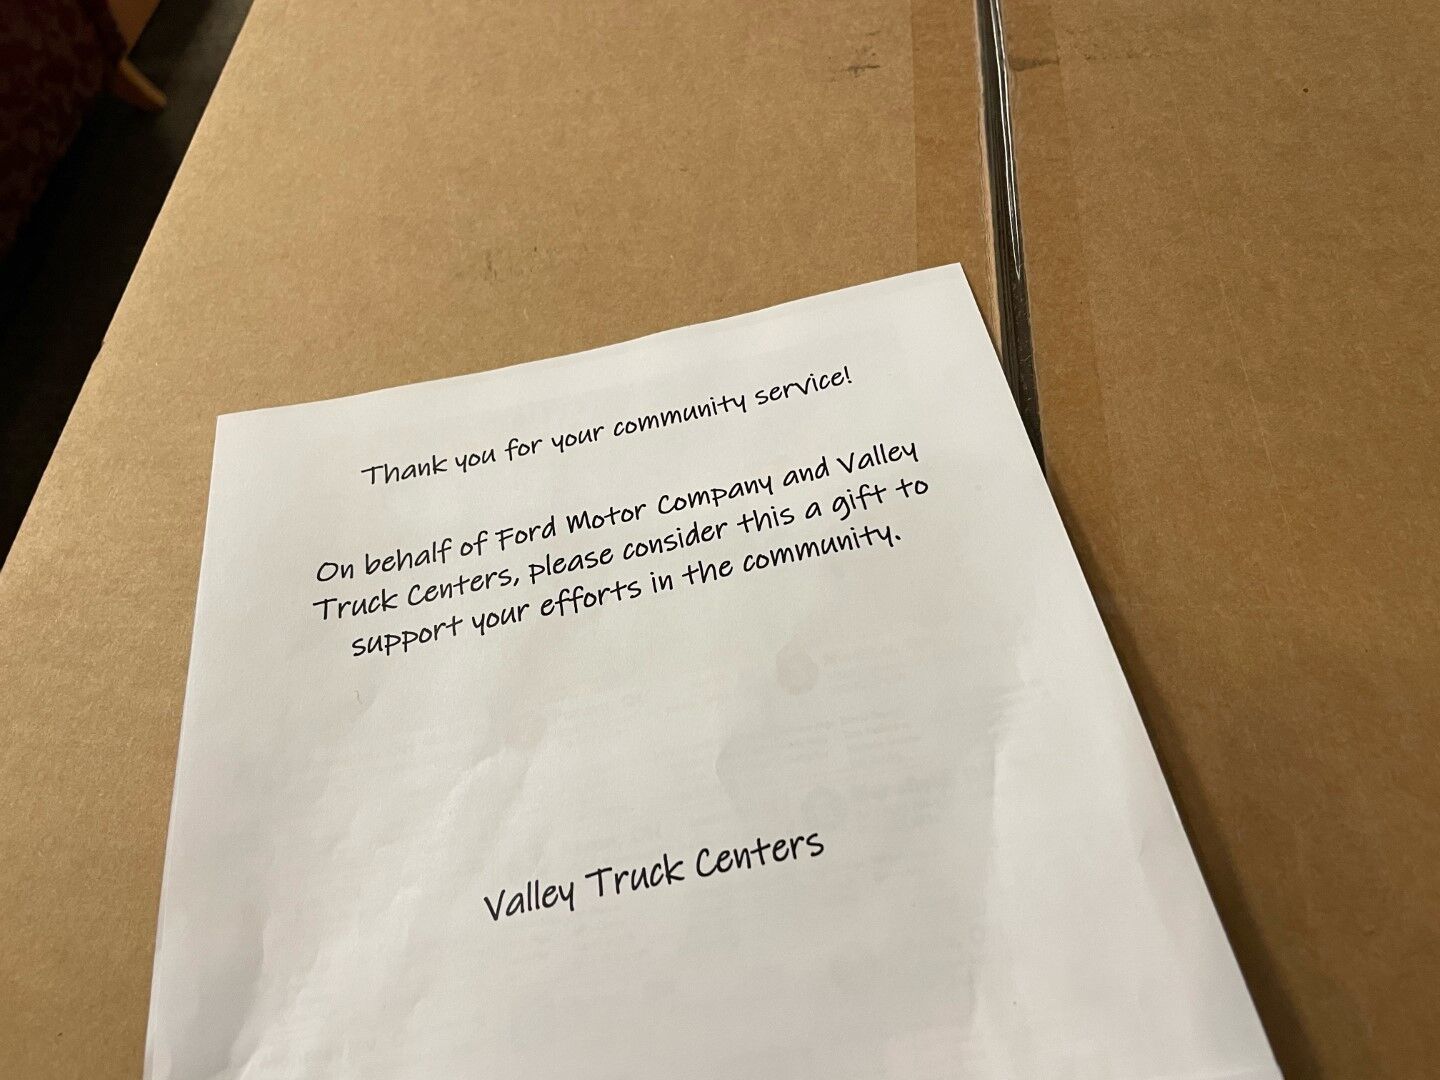 Thank you for your community service!
On behalf of Ford Motor Company and Valley
Truck Centers, please consider this a gift to
support your efforts in the community.
Valley Truck Centers